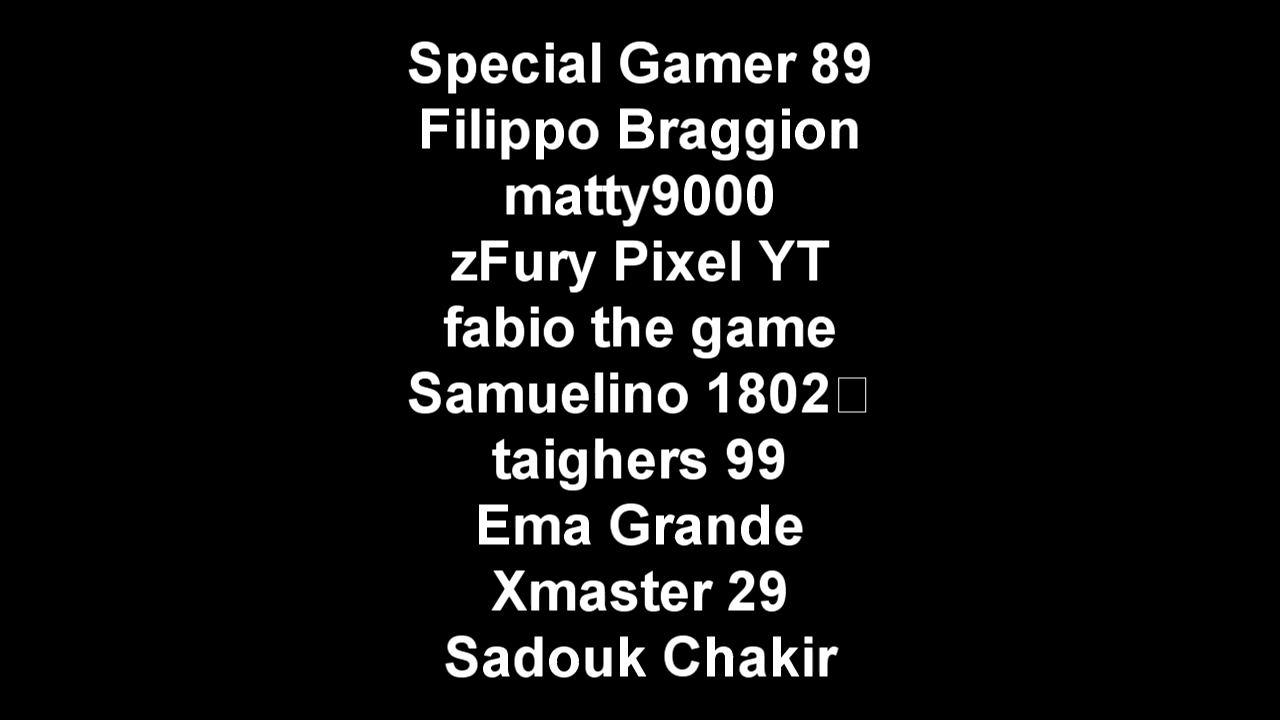 Special Gamer 89
Filippo Braggion
matty9000
zFury Pixel YT
fabio the game
Samuelino 1802
taighers 99
Ema Grande
Xmaster 29
Sadouk Chakir